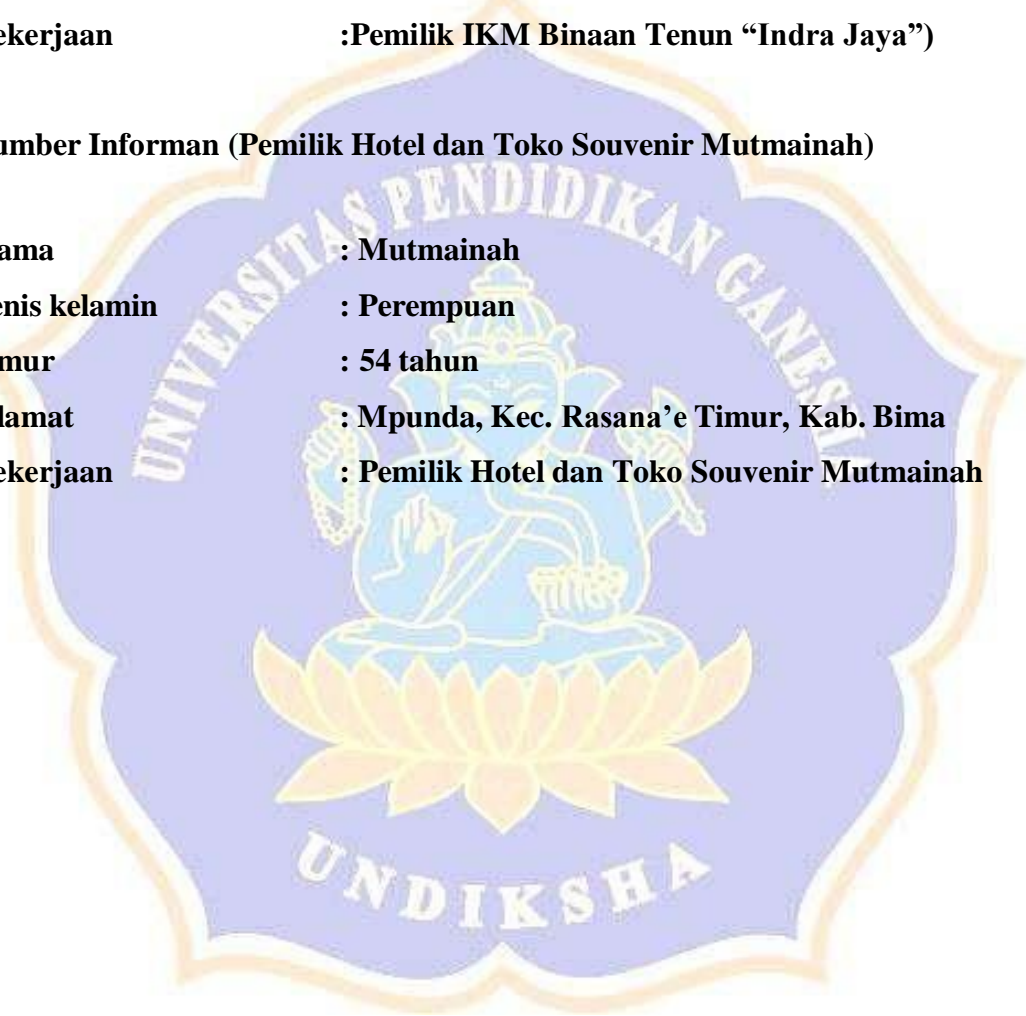 ekerjaan :Pemilik IKM Binaan Tenun “Indra Jaya”)
umber Informan (Pemilik Hotel dan Toko Souvenir Mutmainah)
UNIVERSITAS PENDIDIKAN GANESHA
ama : Mutmainah
enis kelamin : Perempuan
mur : 54 tahun
lamat : Mpunda, Kec. Rasana’e Timur, Kab. Bima
ekerjaan : Pemilik Hotel dan Toko Souvenir Mutmainah
UNDIKSHA